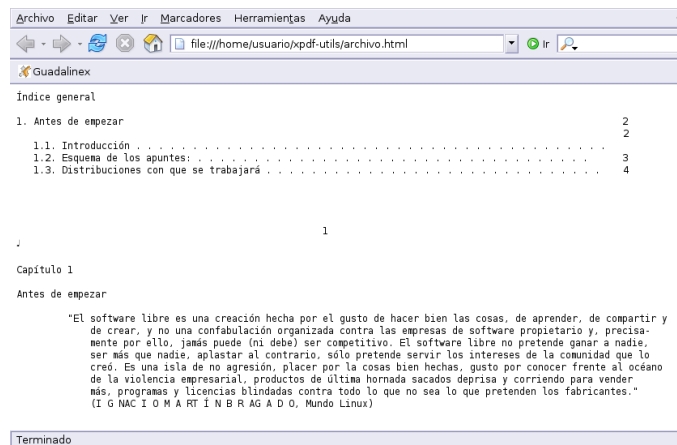 Archivo Editar Ver Ir Marcadores Herramientas Ayuda
file:///home/usuario/xpdf-utils/archivo.html Ir
Guadalinex
Índice general
1. Antes de empezar 2
2
1.1. Introducción . . . . . . . . . . . . . . . . . . . . . . . . . . . . . . . . . . . . . . . . . .
1.2. Esquema de los apuntes: . . . . . . . . . . . . . . . . . . . . . . . . . . . . . . . . . . . . 3
1.3. Distribuciones con que se trabajará . . . . . . . . . . . . . . . . . . . . . . . . . . . . . . 4
1
Capítulo 1
Antes de empezar
"El software libre es una creación hecha por el gusto de hacer bien las cosas, de aprender, de compartir y
de crear, y no una confabulación organizada contra las empresas de software propietario y, precisa-
mente por ello, jamás puede (ni debe) ser competitivo. El software libre no pretende ganar a nadie,
ser más que nadie, aplastar al contrario, sólo pretende servir los intereses de la comunidad que lo
creó. Es una isla de no agresión, placer por la cosas bien hechas, gusto por conocer frente al océano
de la violencia empresarial, productos de última hornada sacados deprisa y corriendo para vender
más, programas y licencias blindadas contra todo lo que no sea lo que pretenden los fabricantes."
(I G NAC I O M A RT Í N B R AG A D O, Mundo Linux)
Terminado